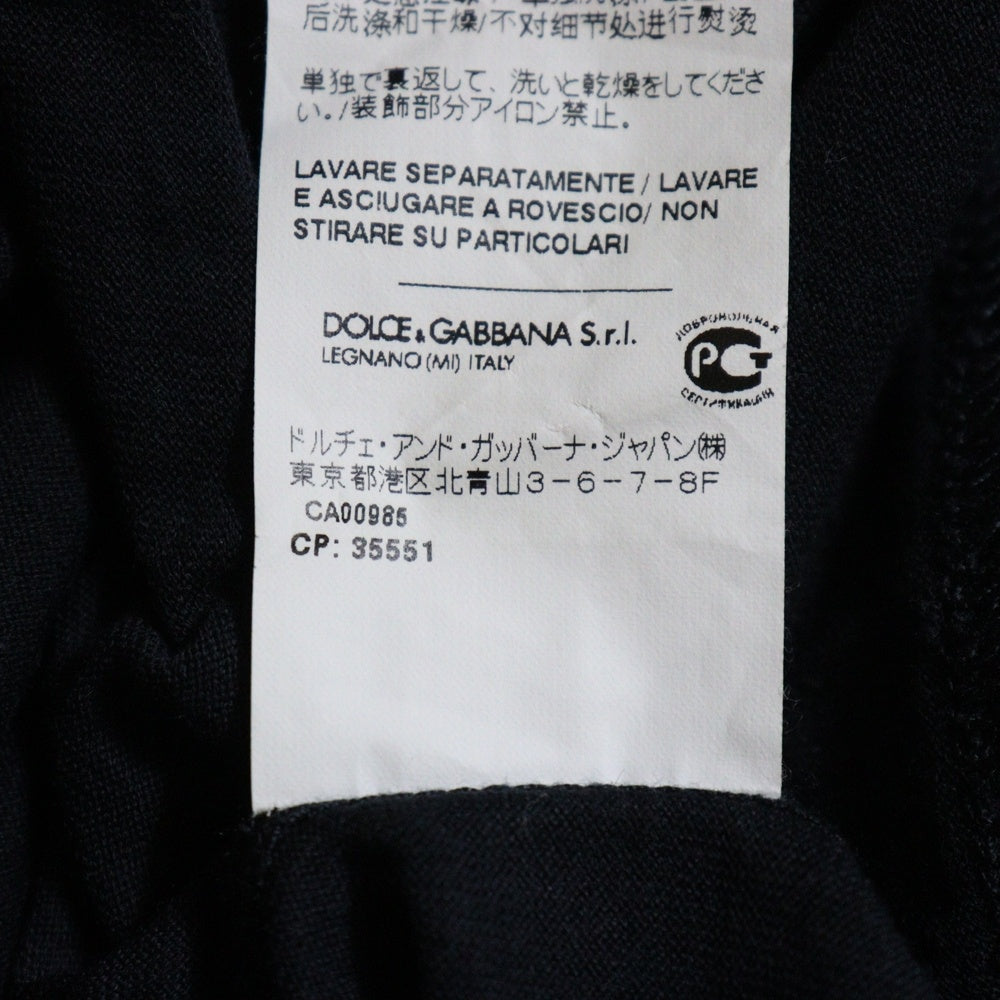 后洗涤和干燥/不对细节处进行熨烫
単独で裏返して、洗いと乾燥をしてくださ
い。/装飾部分アイロン禁止。
LAVARE SEPARATAMENTE / LAVARE
E ASCIUGARE A ROVESCIO/ NON
STIRARE SU PARTICOLARI
DOLCE & GABBANA S.r.l.
LEGNANO (MI) ITALY
ДОБРОВОЛЬНАЯ
РСТ
СЕРТИФИКАЦИЯ
ドルチェ・アンド・ガッバーナ・ジャパン㈱
東京都港区北青山3-6-7-8F
CA00985
CP: 35551